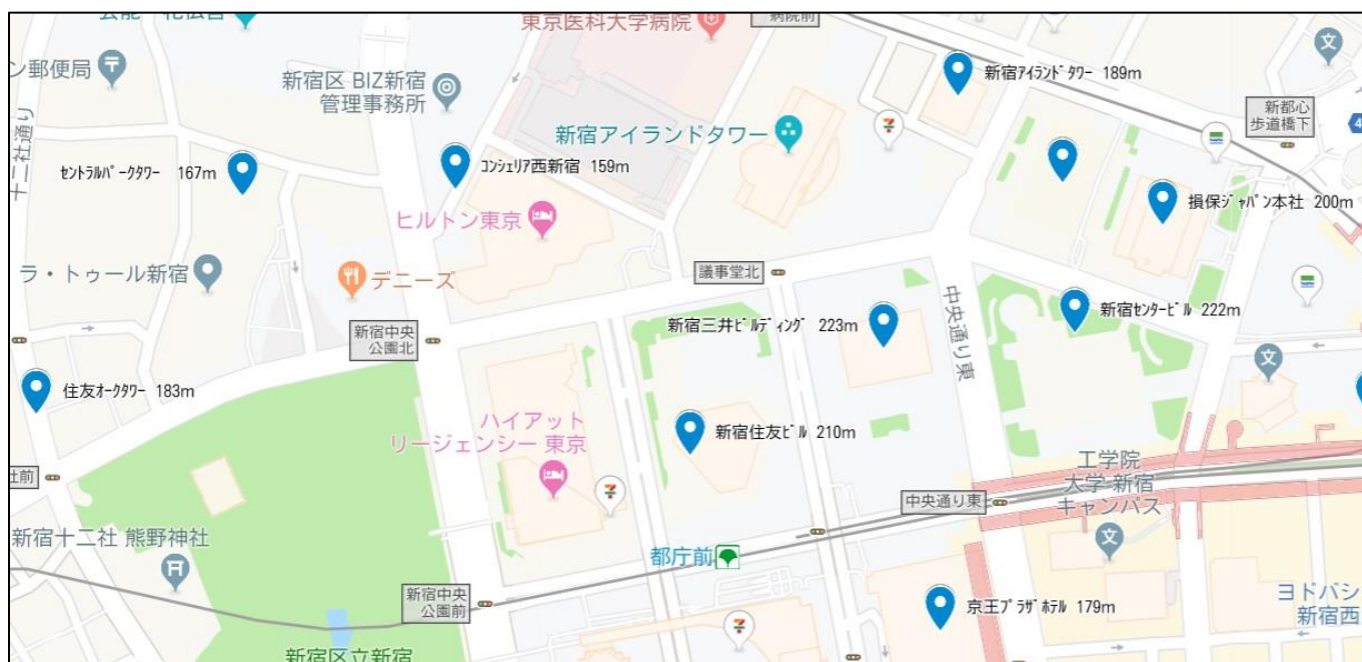 東京医科大学病院
病院前
ン郵便局
新宿区 BIZ新宿
管理事務所
新宿アイランドタワー 189m
新都心
歩道橋下
4
十二社通り
新宿アイランドタワー
セントラルパークタワー 167m
コンシェリア西新宿 159m
損保ジャパン本社 200m
ヒルトン東京
ラ・トゥール新宿
デニーズ
議事堂北
中央通り東
新宿三井ビルディング 223m
新宿センタービル 222m
新宿中央
公園北
住友オークタワー 183m
ハイアット
リージェンシー 東京
新宿住友ビル 210m
社前
中央通り東
工学院
大学 新宿
キャンパス
新宿十二社 熊野神社
都庁前
新宿中央
公園前
京王プラザホテル 179m
ヨドバシ
新宿西
新宿区立新宿